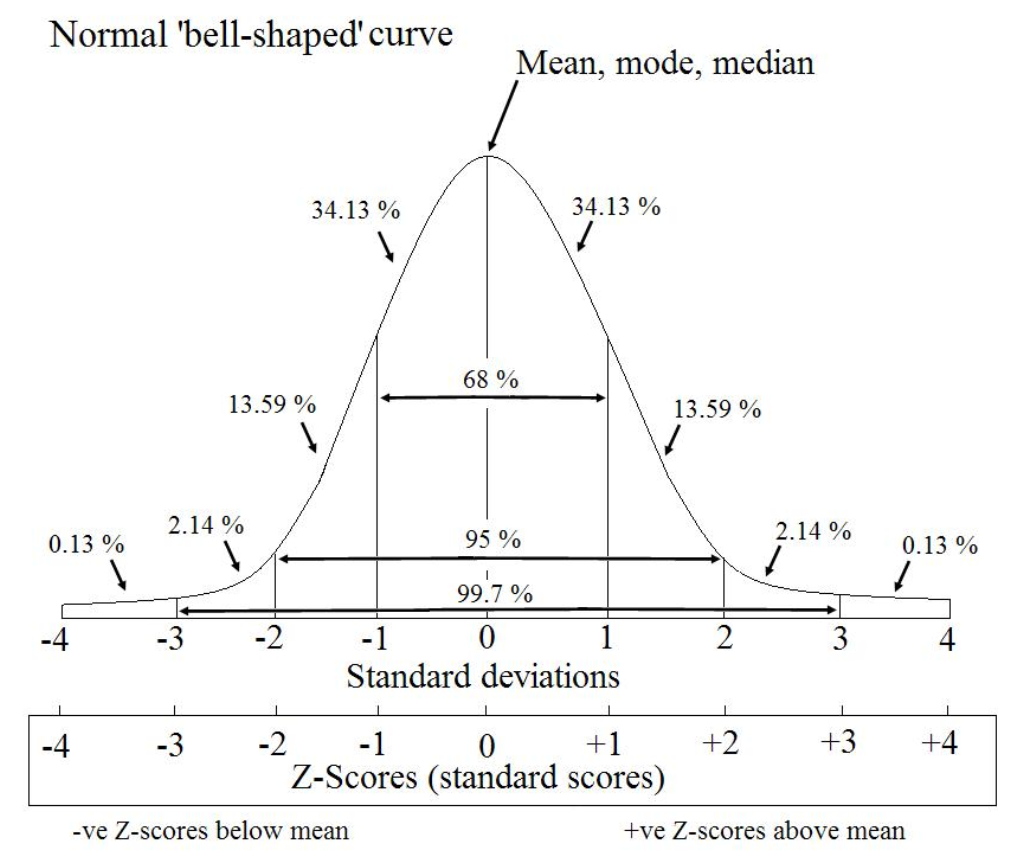 Normal 'bell-shaped' curve
Mean, mode, median
34.13 %
34.13 %
68 %
13.59 %
13.59 %
95 %
2.14 %
2.14 %
0.13 %
0.13 %
99.7 %
-4 -3 -2 -1 0 1 2 3 4
Standard deviations
-4 -3 -2 -1 0 +1 +2 +3 +4
Z-Scores (standard scores)
-ve Z-scores below mean
+ve Z-scores above mean